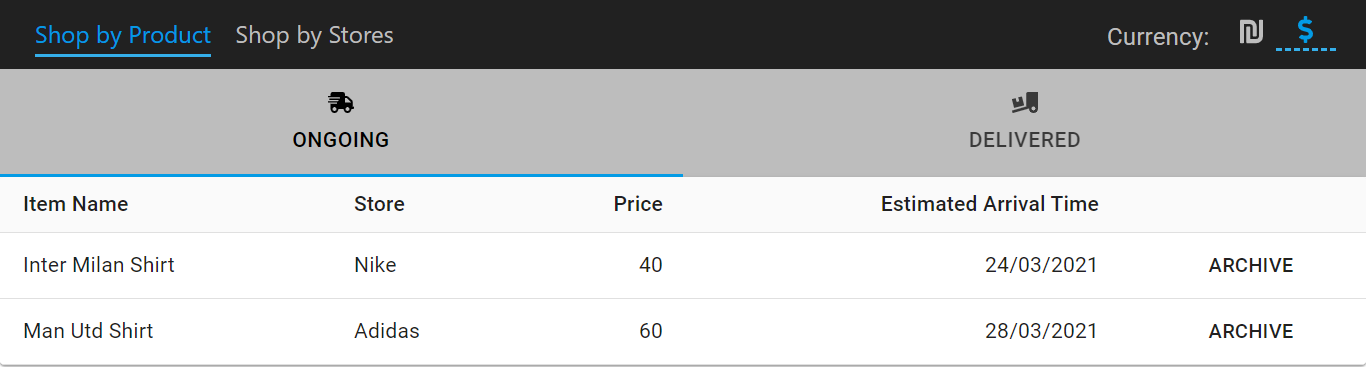 Shop by Product Shop by Stores Currency: ₪ $
ONGOING DELIVERED
Item Name Store Price Estimated Arrival Time
Inter Milan Shirt Nike 40 24/03/2021 ARCHIVE
Man Utd Shirt Adidas 60 28/03/2021 ARCHIVE